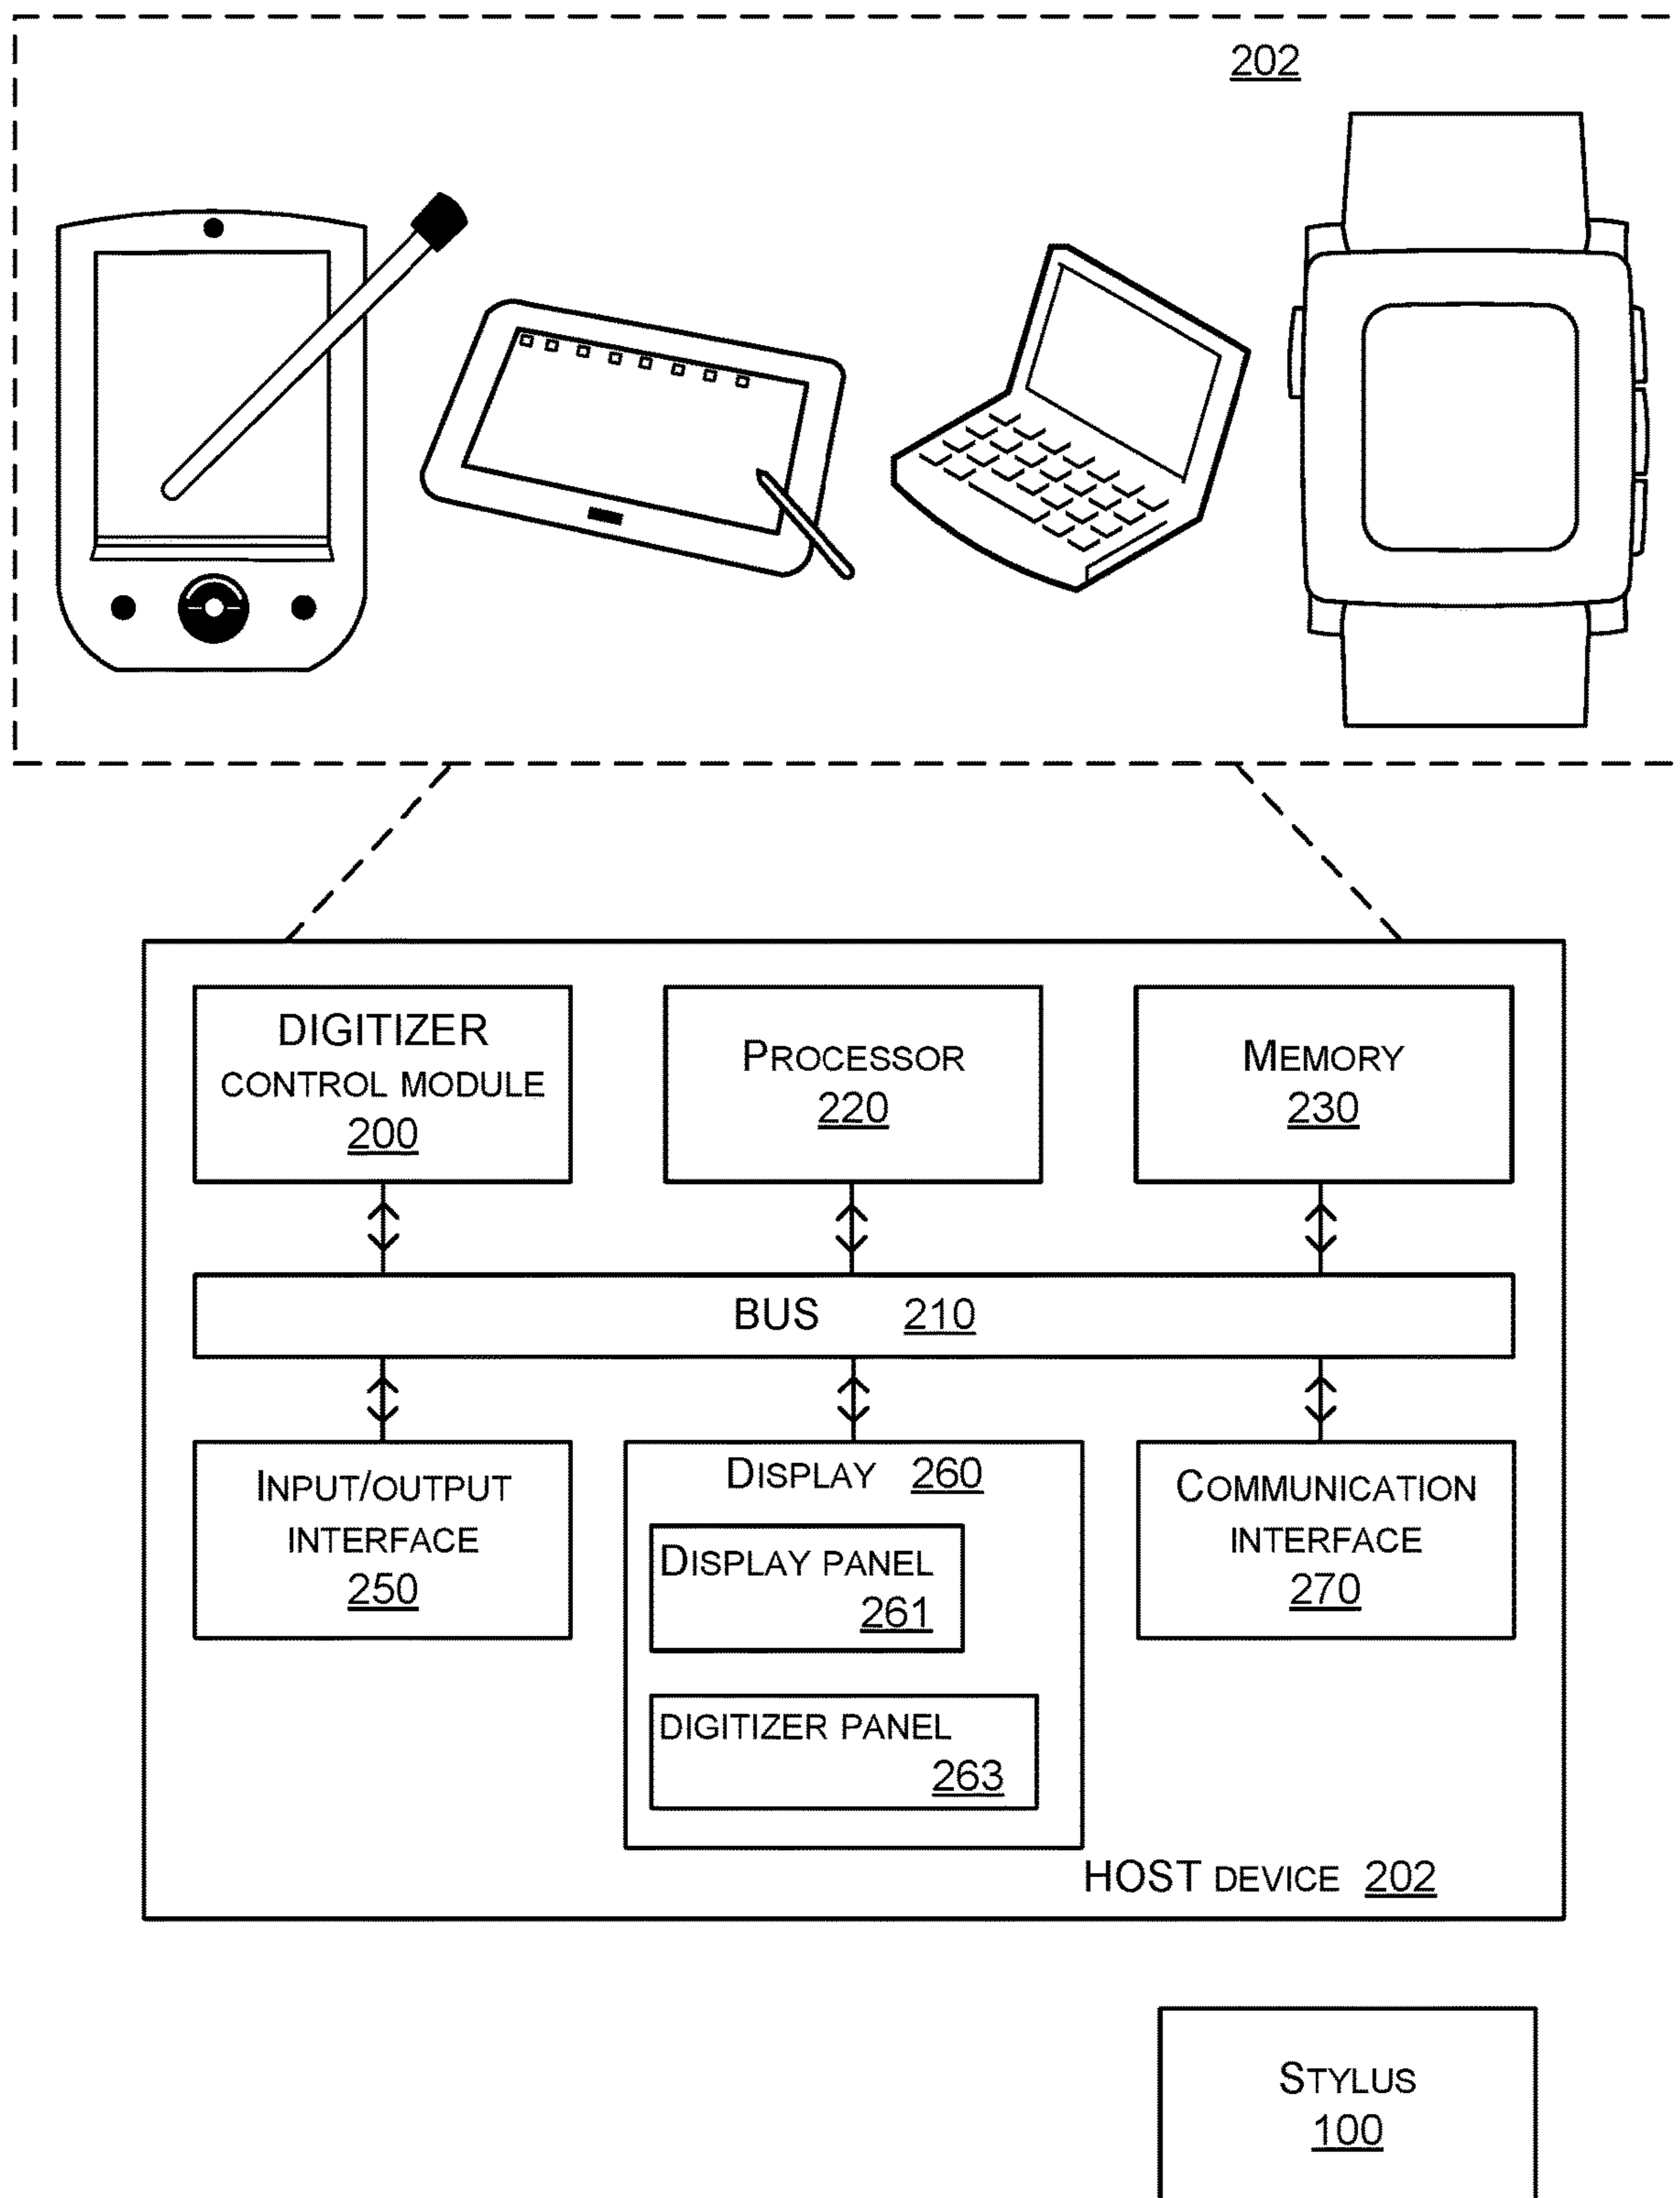 202
DIGITIZER
CONTROL MODULE
200
PROCESSOR
220
MEMORY
230
BUS 210
INPUT/OUTPUT
INTERFACE
250
DISPLAY 260
DISPLAY PANEL
261
DIGITIZER PANEL
263
COMMUNICATION
INTERFACE
270
HOST DEVICE 202
STYLUS
100